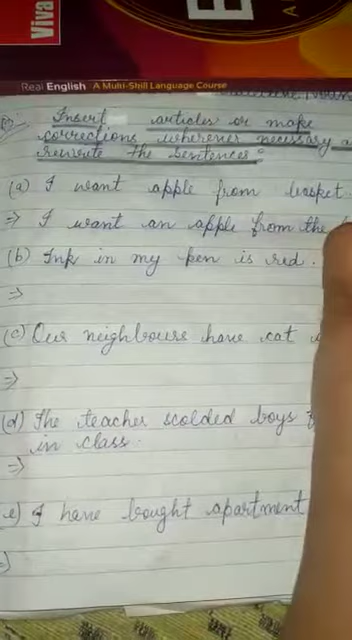 Viva
Real English A Multi-Skill Language Course
Insert articles or make
corrections wherever necessary a
rewrite the sentences:
(a) I want apple from basket.
⇒ I want an apple from the
(b) Ink in my pen is red.
⇒
(c) Our neighbours have cat
⇒
(d) The teacher scolded boys
in class.
⇒
e) I have bought apartment